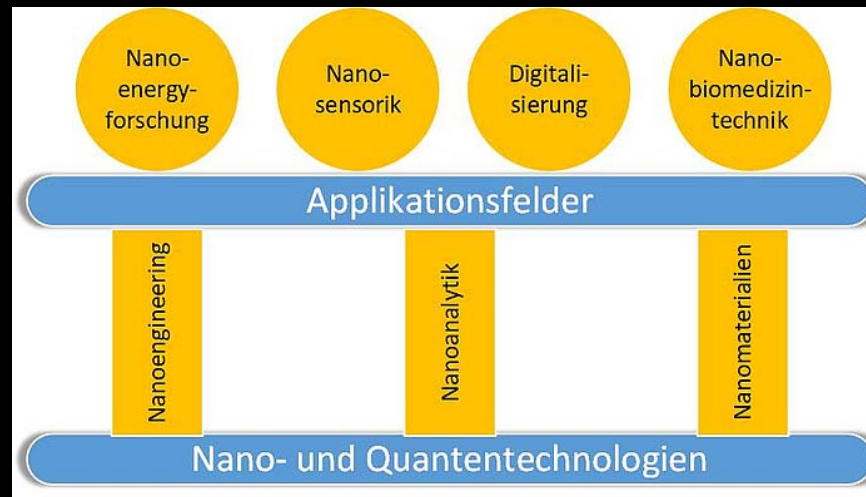 Nano-
energy-
forschung
Nano-
sensorik
Digitali-
sierung
Nano-
biomedizin-
technik
Applikationsfelder
Nanoengineering
Nanoanalytik
Nanomaterialien
Nano- und Quantentechnologien